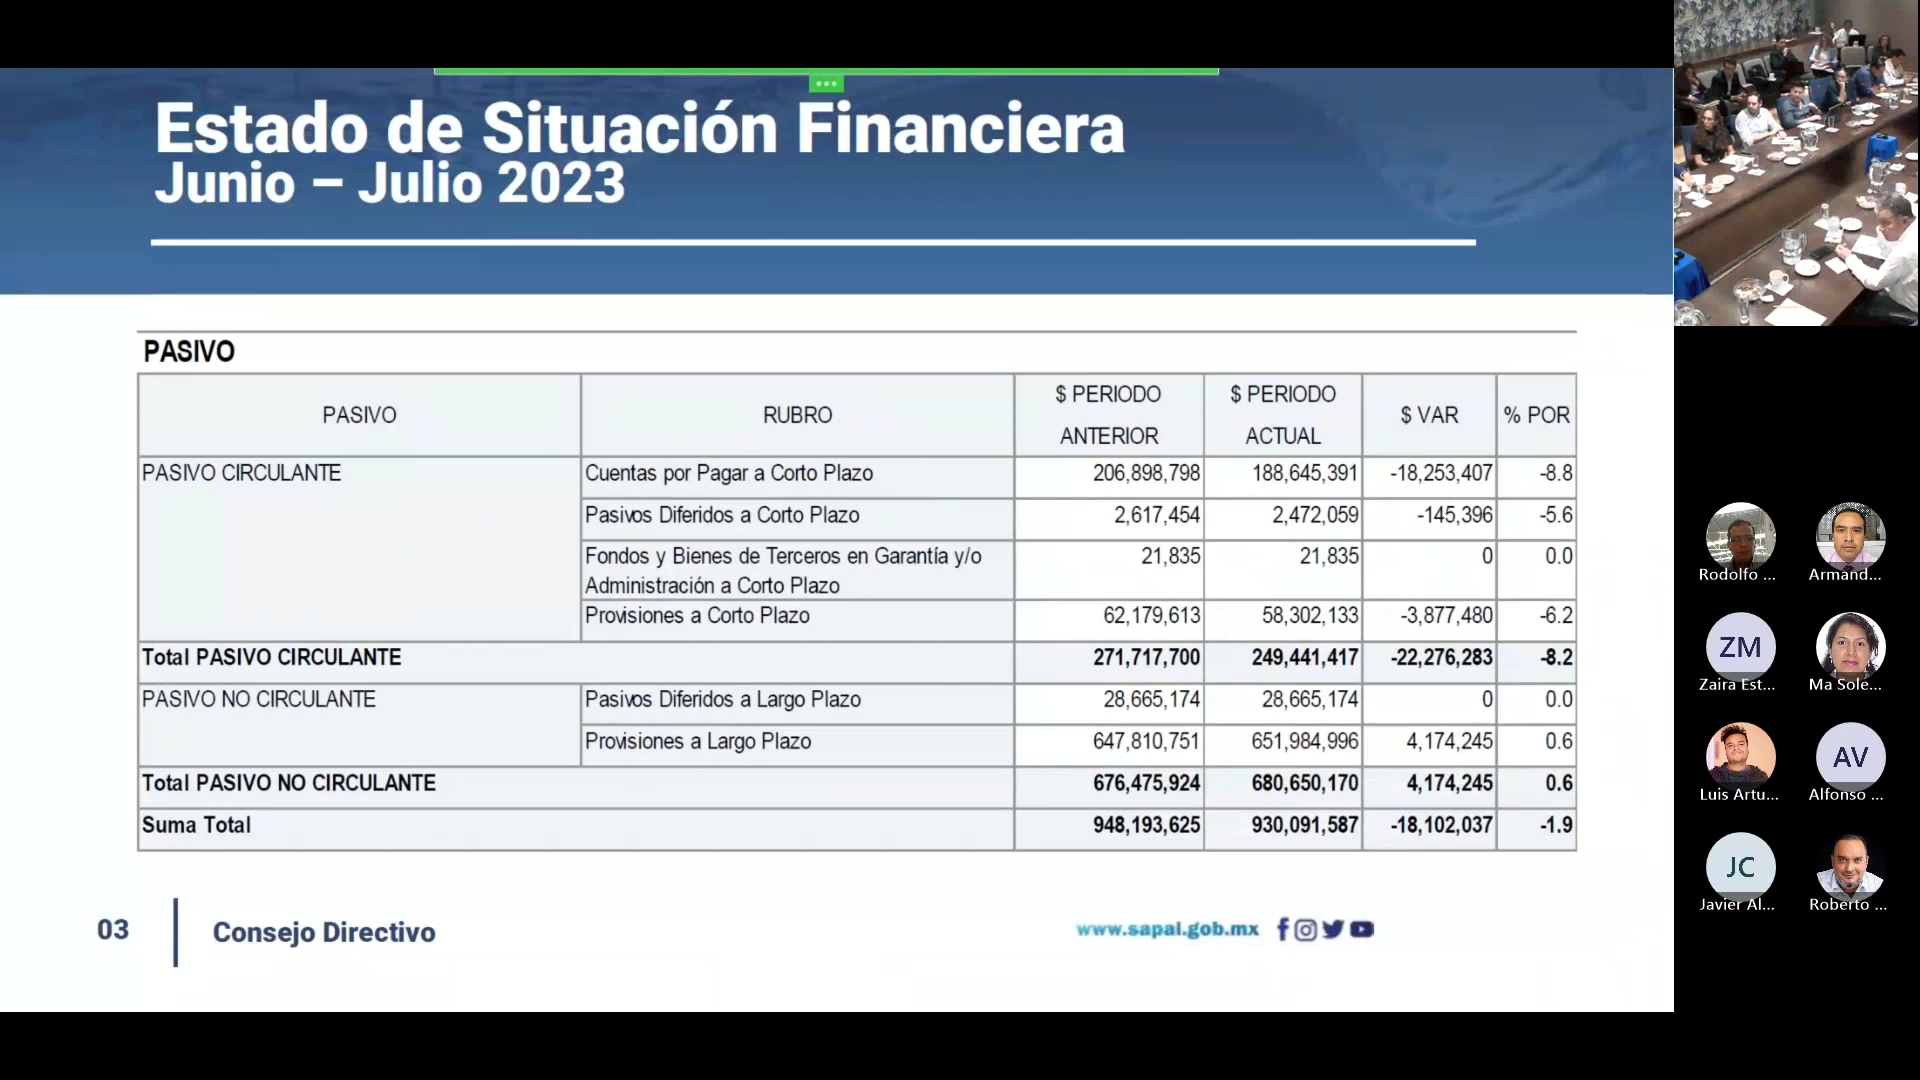 Estado de Situación Financiera
Junio – Julio 2023
PASIVO
PASIVO RUBRO $ PERIODO ANTERIOR $ PERIODO ACTUAL $ VAR % POR
PASIVO CIRCULANTE Cuentas por Pagar a Corto Plazo 206,898,798 188,645,391 -18,253,407 -8.8
Pasivos Diferidos a Corto Plazo 2,617,454 2,472,059 -145,396 -5.6
Fondos y Bienes de Terceros en Garantía y/o 21,835 21,835 0 0.0
Administración a Corto Plazo
Provisiones a Corto Plazo 62,179,613 58,302,133 -3,877,480 -6.2
Total PASIVO CIRCULANTE 271,717,700 249,441,417 -22,276,283 -8.2
PASIVO NO CIRCULANTE Pasivos Diferidos a Largo Plazo 28,665,174 28,665,174 0 0.0
Provisiones a Largo Plazo 647,810,751 651,984,996 4,174,245 0.6
Total PASIVO NO CIRCULANTE 676,475,924 680,650,170 4,174,245 0.6
Suma Total 948,193,625 930,091,587 -18,102,037 -1.9
03 Consejo Directivo www.sapal.gob.mx
Rodolfo ... Armand...
ZM
Zaira Est... Ma Sole...
AV
Luis Artu... Alfonso ...
JC
Javier Al... Roberto ...